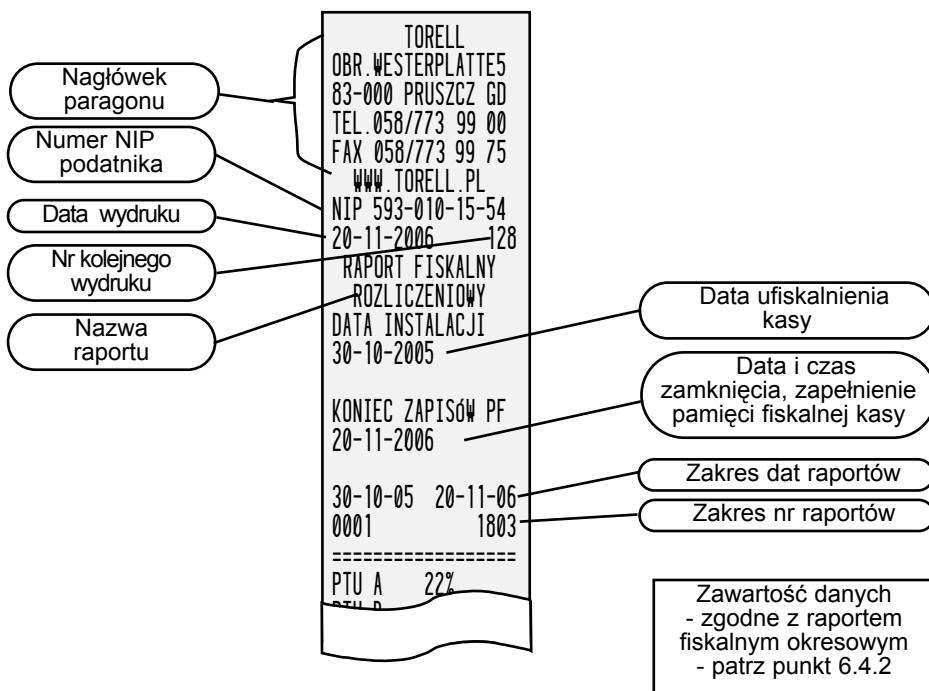 TORELL
OBR.WESTERPLATTE5
83-000 PRUSZCZ GD
TEL.058/773 99 00
FAX 058/773 99 75
WWW.TORELL.PL
NIP 593-010-15-54
20-11-2006 128
RAPORT FISKALNY
ROZLICZENIOWY
DATA INSTALACJI
30-10-2005
KONIEC ZAPISóW PF
20-11-2006
30-10-05 20-11-06
0001 1803
==================
PTU A 22%
Nagłówek
paragonu
Numer NIP
podatnika
Data wydruku
Nr kolejnego
wydruku
Nazwa
raportu
Data ufiskalnienia
kasy
Data i czas
zamknięcia, zapełnienie
pamięci fiskalnej kasy
Zakres dat raportów
Zakres nr raportów
Zawartość danych
- zgodne z raportem
fiskalnym okresowym
- patrz punkt 6.4.2